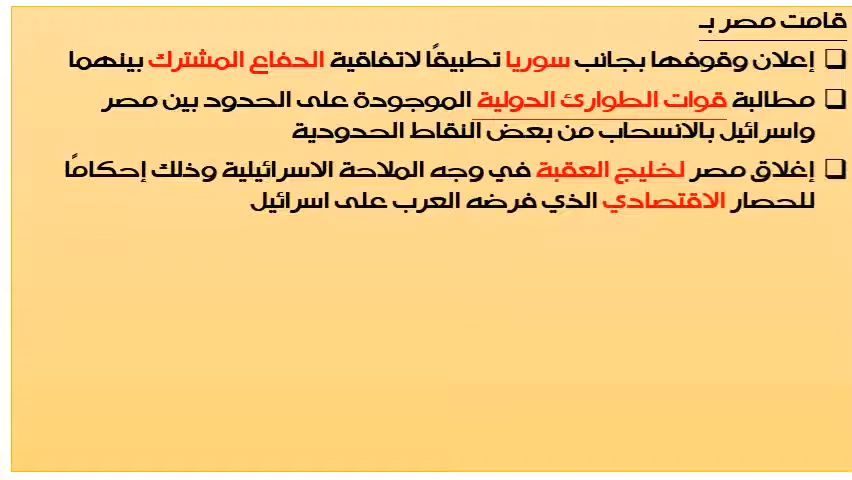 قامت مصر بـ
❑ إعلان وقوفها بجانب سوريا تطبيقًا لاتفاقية الدفاع المشترك بينهما
❑ مطالبة قوات الطوارئ الدولية الموجودة على الحدود بين مصر
واسرائيل بالانسحاب من بعض النقاط الحدودية
❑ إغلاق مصر لخليج العقبة في وجه الملاحة الاسرائيلية وذلك إحكامًا
للحصار الاقتصادي الذي فرضه العرب على اسرائيل